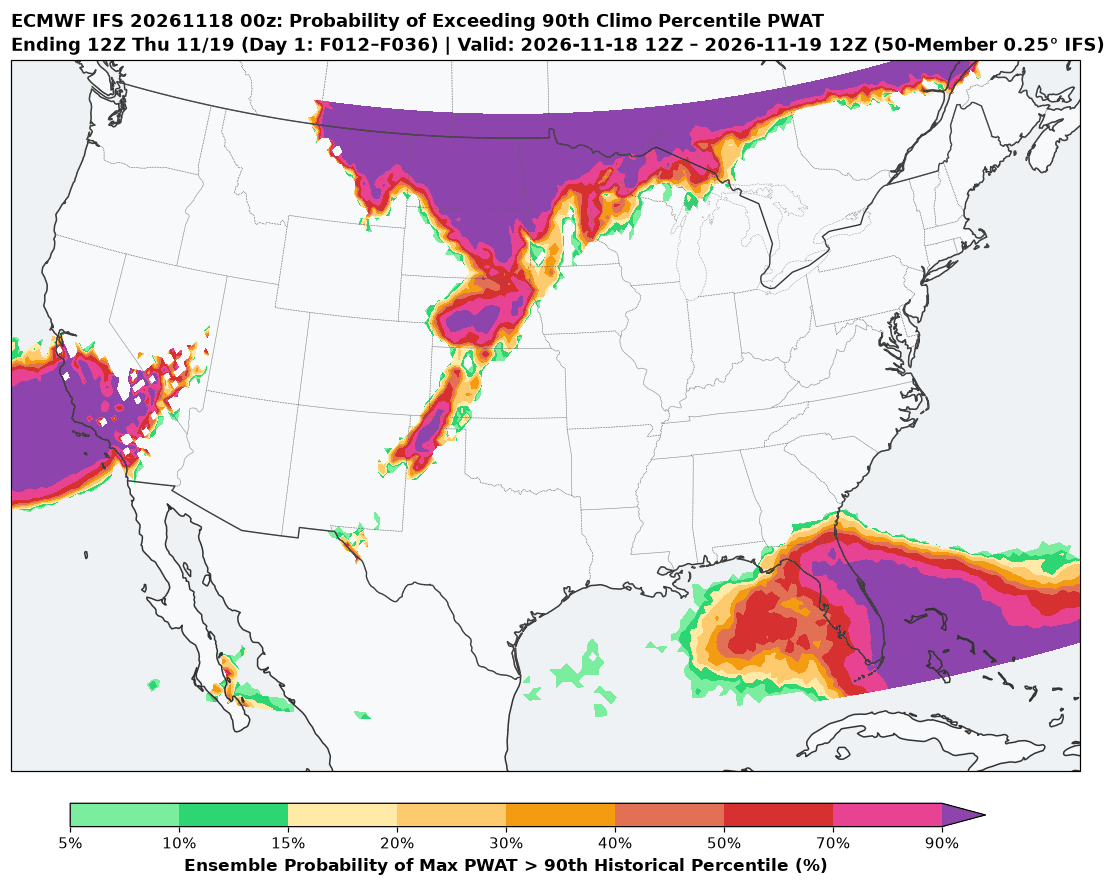 ECMWF IFS 20261118 00z: Probability of Exceeding 90th Climo Percentile PWAT
Ending 12Z Thu 11/19 (Day 1: F012–F036) | Valid: 2026-11-18 12Z – 2026-11-19 12Z (50-Member 0.25° IFS)
5% 10% 15% 20% 30% 40% 50% 70% 90%
Ensemble Probability of Max PWAT > 90th Historical Percentile (%)